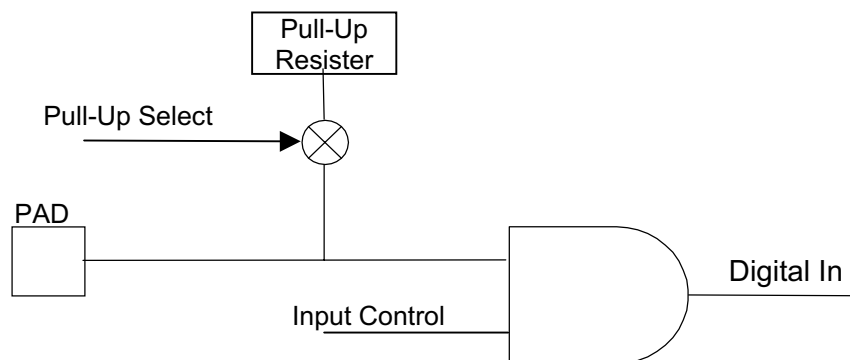 Pull-Up
Resister
Pull-Up Select
PAD
Digital In
Input Control